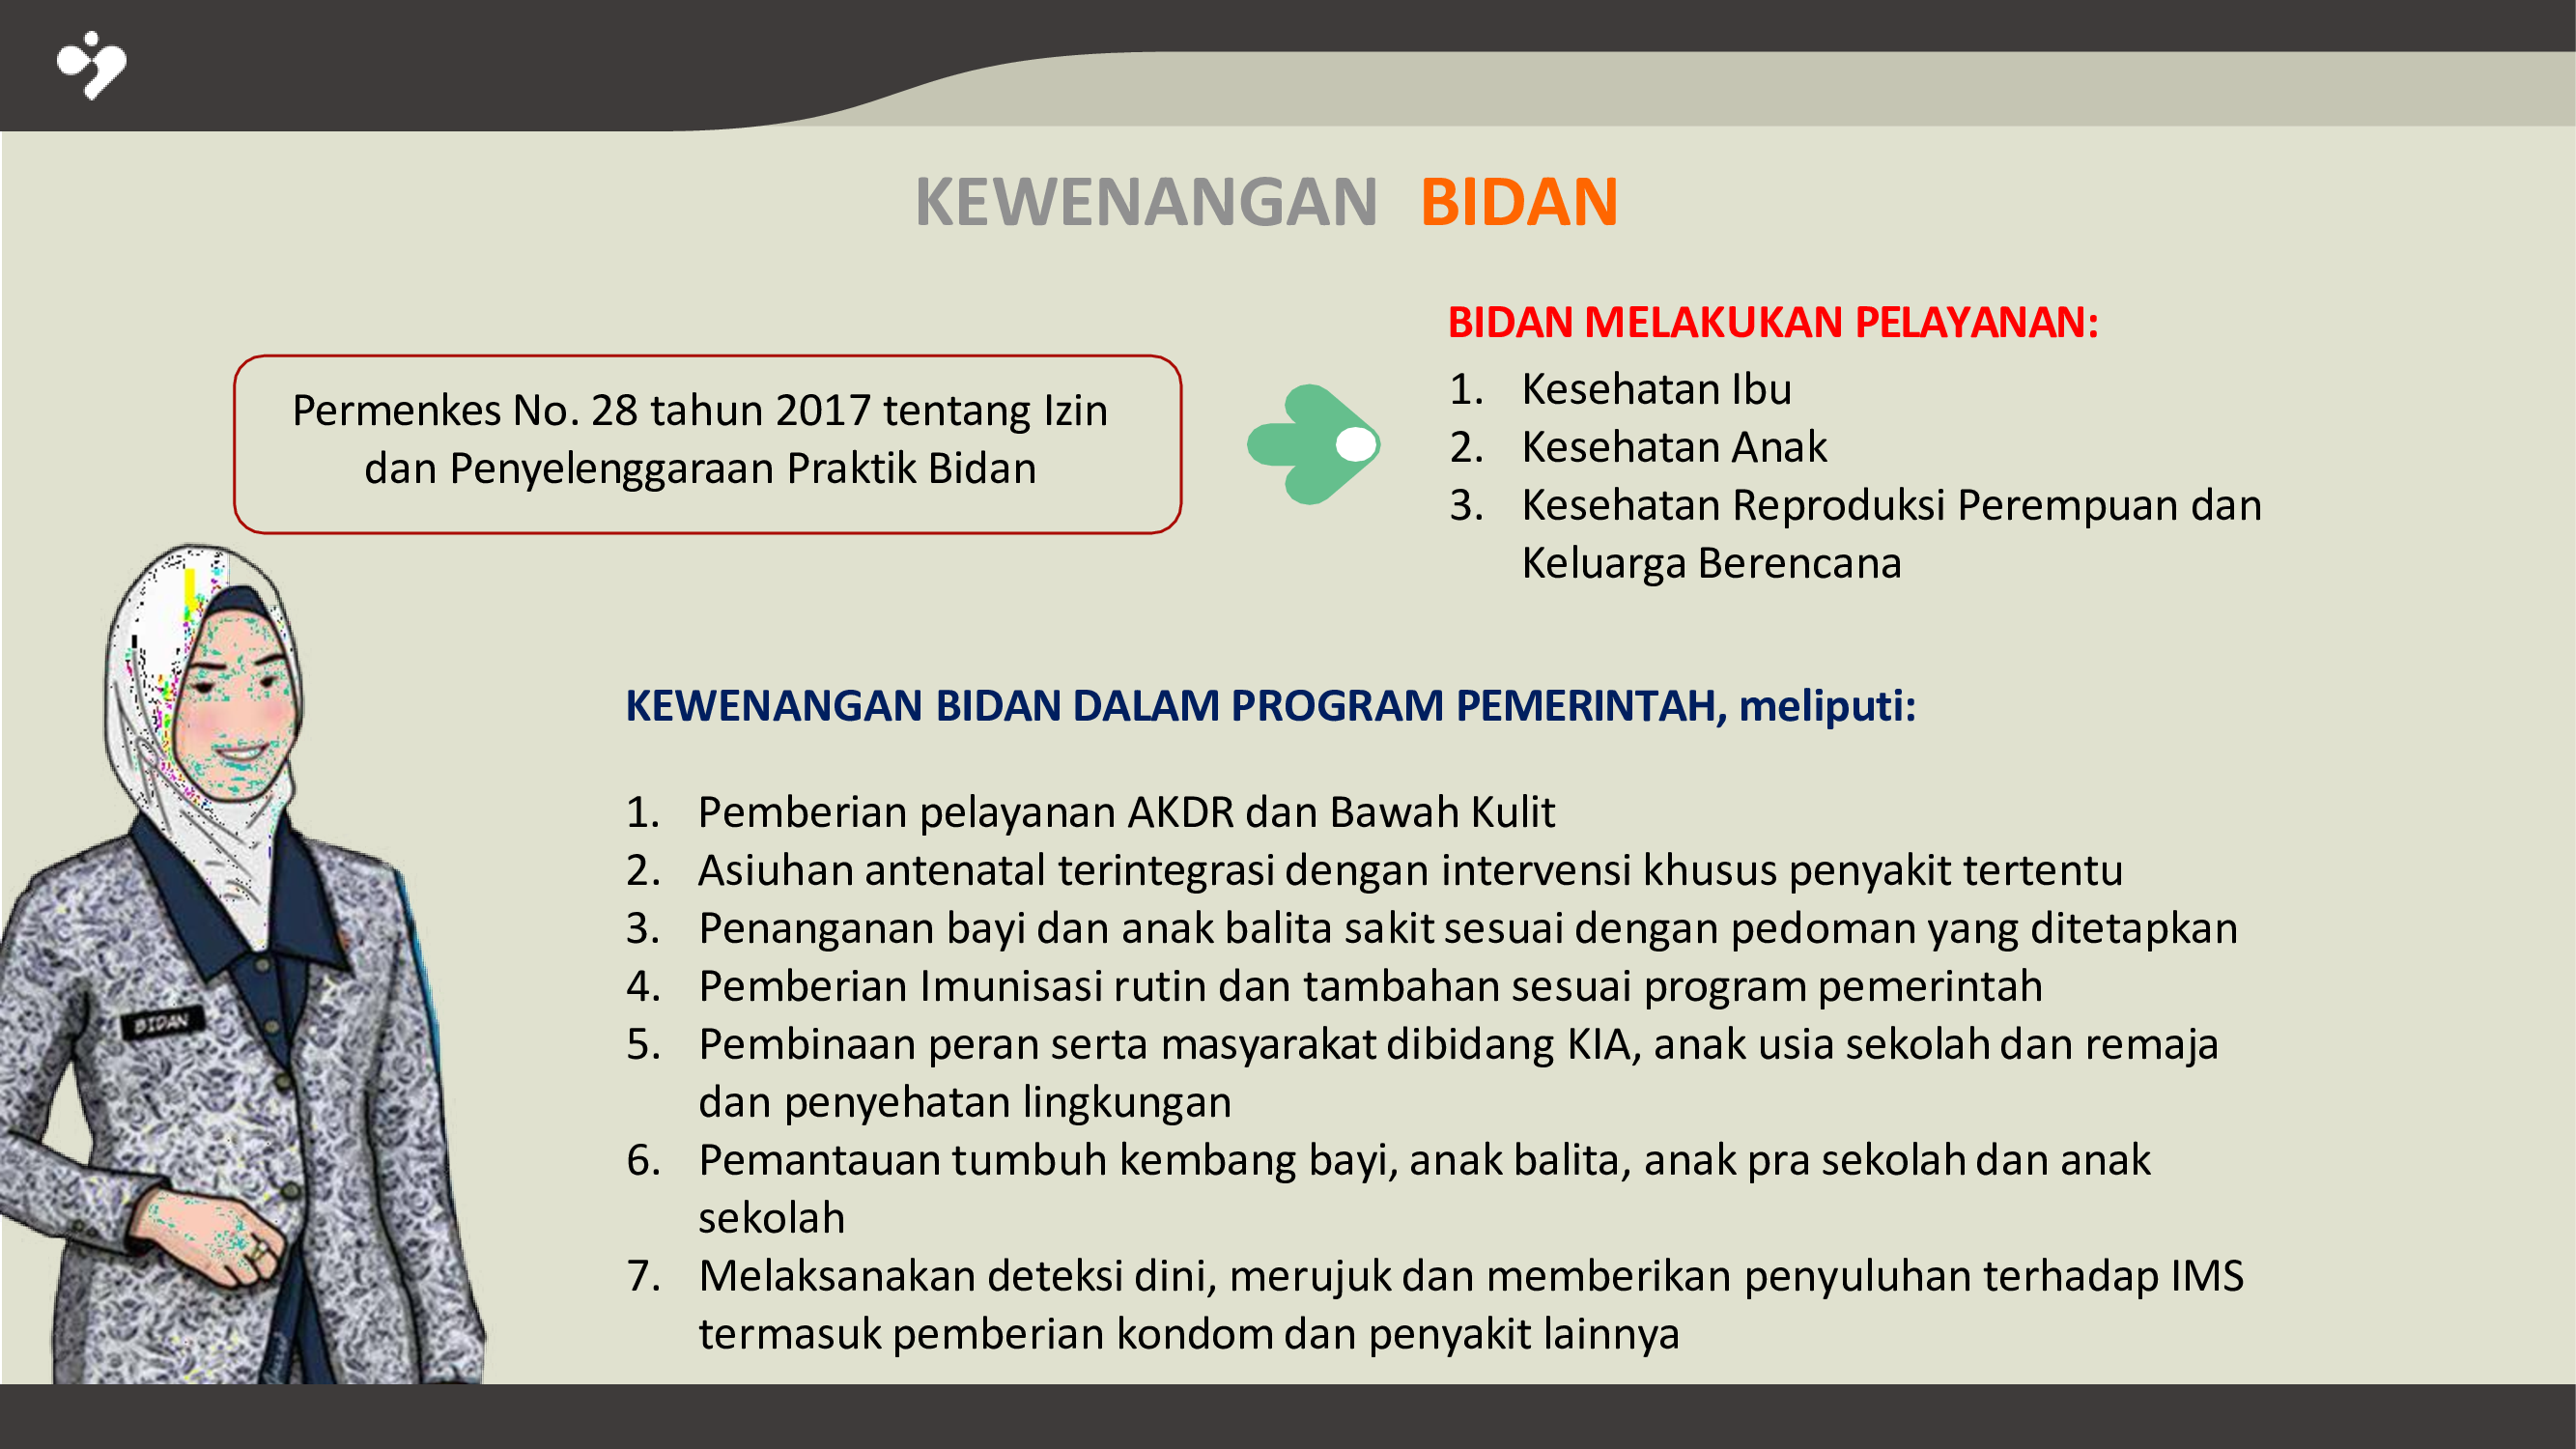 KEWENANGAN BIDAN
Permenkes No. 28 tahun 2017 tentang Izin
dan Penyelenggaraan Praktik Bidan
BIDAN MELAKUKAN PELAYANAN:
1. Kesehatan Ibu
2. Kesehatan Anak
3. Kesehatan Reproduksi Perempuan dan
Keluarga Berencana
KEWENANGAN BIDAN DALAM PROGRAM PEMERINTAH, meliputi:
1. Pemberian pelayanan AKDR dan Bawah Kulit
2. Asiuhan antenatal terintegrasi dengan intervensi khusus penyakit tertentu
3. Penanganan bayi dan anak balita sakit sesuai dengan pedoman yang ditetapkan
4. Pemberian Imunisasi rutin dan tambahan sesuai program pemerintah
5. Pembinaan peran serta masyarakat dibidang KIA, anak usia sekolah dan remaja
dan penyehatan lingkungan
6. Pemantauan tumbuh kembang bayi, anak balita, anak pra sekolah dan anak
sekolah
7. Melaksanakan deteksi dini, merujuk dan memberikan penyuluhan terhadap IMS
termasuk pemberian kondom dan penyakit lainnya
BIDAN